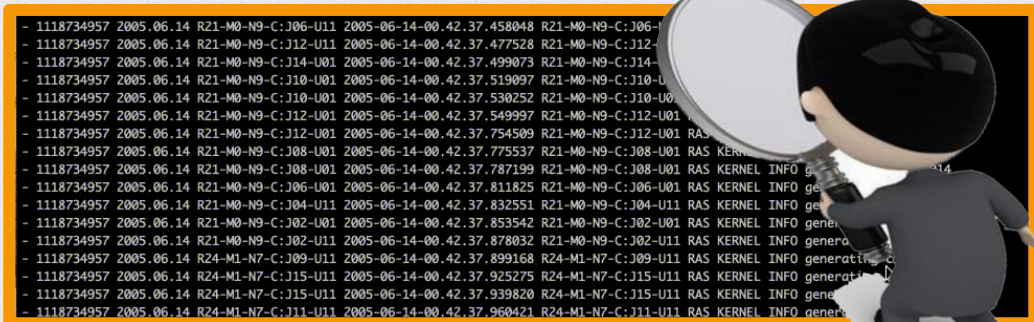 - 1118734957 2005.06.14 R21-M0-N9-C:J06-U11 2005-06-14-00.42.37.458048 R21-M0-N9-C:J06-
- 1118734957 2005.06.14 R21-M0-N9-C:J12-U11 2005-06-14-00.42.37.477528 R21-M0-N9-C:J12-
- 1118734957 2005.06.14 R21-M0-N9-C:J14-U01 2005-06-14-00.42.37.499073 R21-M0-N9-C:J14-
- 1118734957 2005.06.14 R21-M0-N9-C:J10-U01 2005-06-14-00.42.37.519097 R21-M0-N9-C:J10-U
- 1118734957 2005.06.14 R21-M0-N9-C:J10-U01 2005-06-14-00.42.37.530252 R21-M0-N9-C:J10-U0
- 1118734957 2005.06.14 R21-M0-N9-C:J12-U01 2005-06-14-00.42.37.549997 R21-M0-N9-C:J12-U01
- 1118734957 2005.06.14 R21-M0-N9-C:J12-U01 2005-06-14-00.42.37.754509 R21-M0-N9-C:J12-U01 RAS
- 1118734957 2005.06.14 R21-M0-N9-C:J08-U01 2005-06-14-00.42.37.775537 R21-M0-N9-C:J08-U01 RAS KERN
- 1118734957 2005.06.14 R21-M0-N9-C:J08-U01 2005-06-14-00.42.37.787199 R21-M0-N9-C:J08-U01 RAS KERNEL INFO g
- 1118734957 2005.06.14 R21-M0-N9-C:J06-U01 2005-06-14-00.42.37.811825 R21-M0-N9-C:J06-U01 RAS KERNEL INFO ge
- 1118734957 2005.06.14 R21-M0-N9-C:J04-U11 2005-06-14-00.42.37.832551 R21-M0-N9-C:J04-U11 RAS KERNEL INFO ge
- 1118734957 2005.06.14 R21-M0-N9-C:J02-U01 2005-06-14-00.42.37.853542 R21-M0-N9-C:J02-U01 RAS KERNEL INFO gene
- 1118734957 2005.06.14 R21-M0-N9-C:J02-U11 2005-06-14-00.42.37.878032 R21-M0-N9-C:J02-U11 RAS KERNEL INFO genera
- 1118734957 2005.06.14 R24-M1-N7-C:J09-U11 2005-06-14-00.42.37.899168 R24-M1-N7-C:J09-U11 RAS KERNEL INFO generating
- 1118734957 2005.06.14 R24-M1-N7-C:J15-U11 2005-06-14-00.42.37.925275 R24-M1-N7-C:J15-U11 RAS KERNEL INFO generating
- 1118734957 2005.06.14 R24-M1-N7-C:J15-U11 2005-06-14-00.42.37.939820 R24-M1-N7-C:J15-U11 RAS KERNEL INFO gene
- 1118734957 2005.06.14 R24-M1-N7-C:J11-U11 2005-06-14-00.42.37.960421 R24-M1-N7-C:J11-U11 RAS KERNEL INFO gener